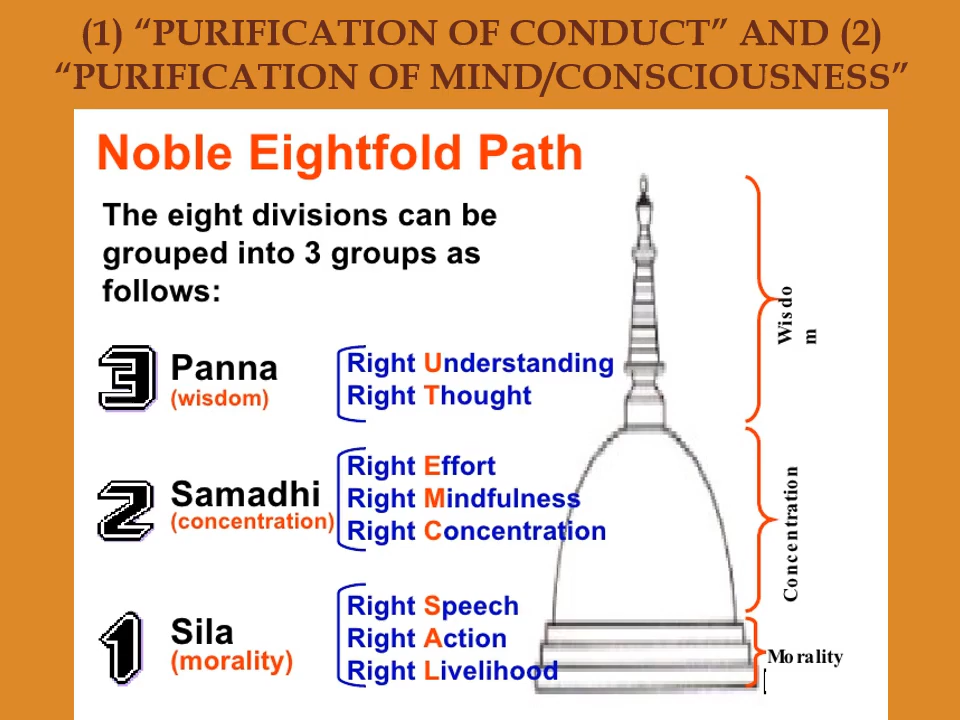 (1) “PURIFICATION OF CONDUCT” AND (2)
“PURIFICATION OF MIND/CONSCIOUSNESS”
Noble Eightfold Path
The eight divisions can be
grouped into 3 groups as
follows:
3 Panna
(wisdom)
Right Understanding
Right Thought
2 Samadhi
(concentration)
Right Effort
Right Mindfulness
Right Concentration
1 Sila
(morality)
Right Speech
Right Action
Right Livelihood
Wisdo
m
Concentration
Morality